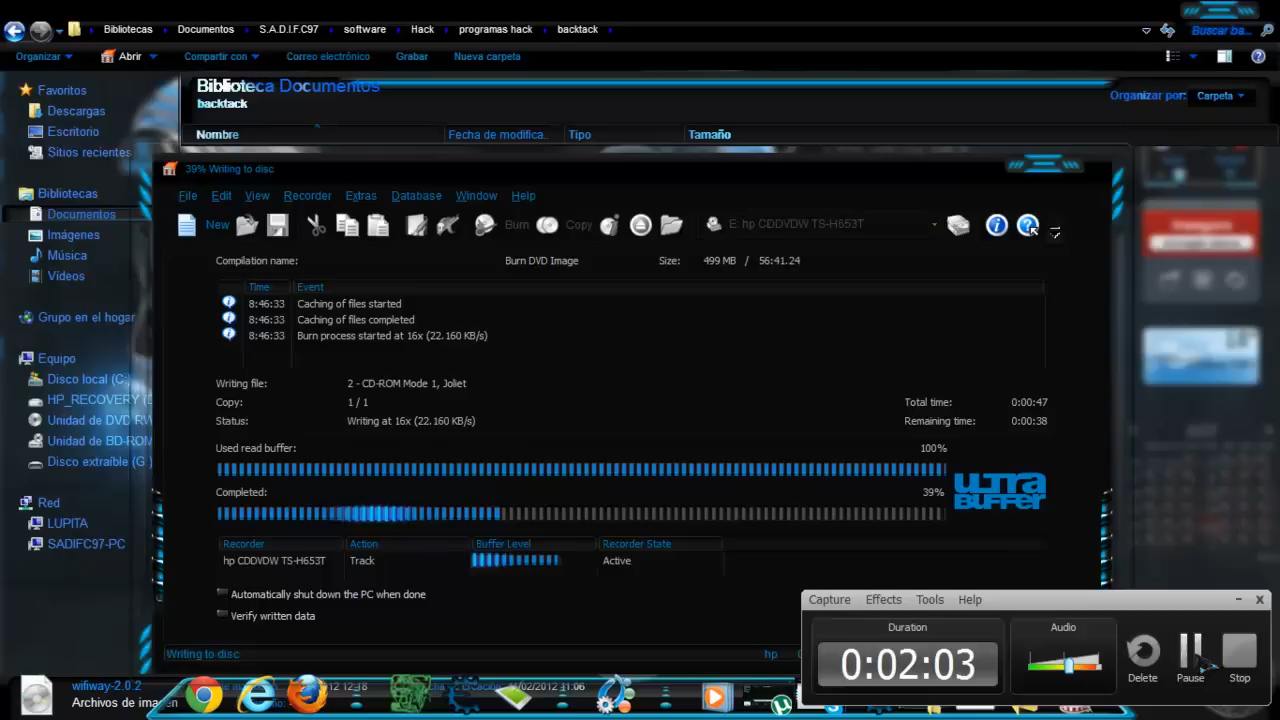 Bibliotecas Documentos S.A.D.I.F.C97 software Hack programas hack backtack Buscar ba...
Organizar Abrir Compartir con Correo electrónico Grabar Nueva carpeta
Favoritos
Descargas
Escritorio
Sitios recientes
Bibliotecas
Documentos
Imágenes
Música
Vídeos
Grupo en el hogar
Equipo
Disco local (C:
HP_RECOVERY (D
Unidad de DVD RW
Unidad de BD-ROM
Disco extraíble (G
Red
LUPITA
SADIFC97-PC
Biblioteca Documentos
backtack
Organizar por: Carpeta
Nombre Fecha de modifica... Tipo Tamaño
39% Writing to disc
File Edit View Recorder Extras Database Window Help
New Burn Copy E: hp CDDVDW TS-H653T
Compilation name: Burn DVD Image Size: 499 MB / 56:41.24
Time Event
8:46:33 Caching of files started
8:46:33 Caching of files completed
8:46:33 Burn process started at 16x (22.160 KB/s)
Writing file: 2 - CD-ROM Mode 1, Joliet
Copy: 1 / 1
Total time: 0:00:47
Status: Writing at 16x (22.160 KB/s)
Remaining time: 0:00:38
Used read buffer: 100%
Completed: 39%
ULTRA
BUFFER
Recorder Action Buffer Level Recorder State
hp CDDVDW TS-H653T Track Active
Automatically shut down the PC when done
Verify written data
Writing to disc hp
Capture Effects Tools Help
Duration
0:02:03
Audio
Delete Pause Stop
wifiway-2.0.2
Archivos de imagen
12:18
/02/2012 11:06